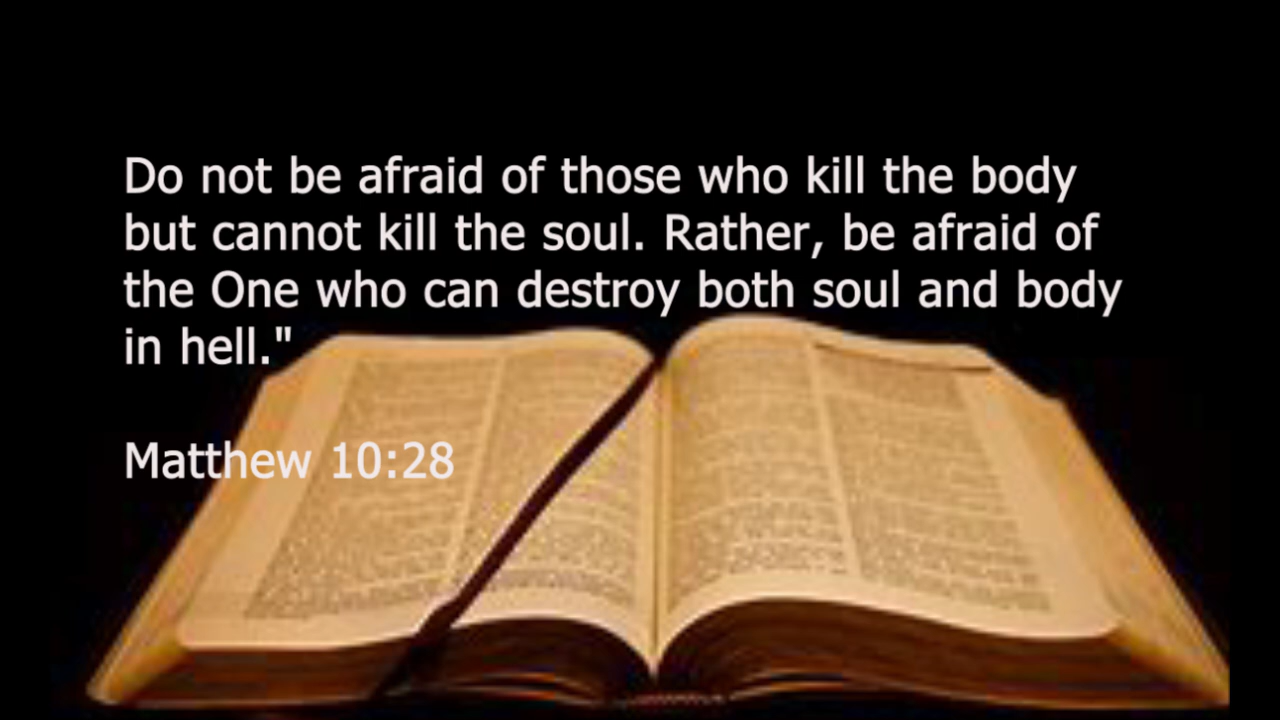 Do not be afraid of those who kill the body
but cannot kill the soul. Rather, be afraid of
the One who can destroy both soul and body
in hell."
Matthew 10:28